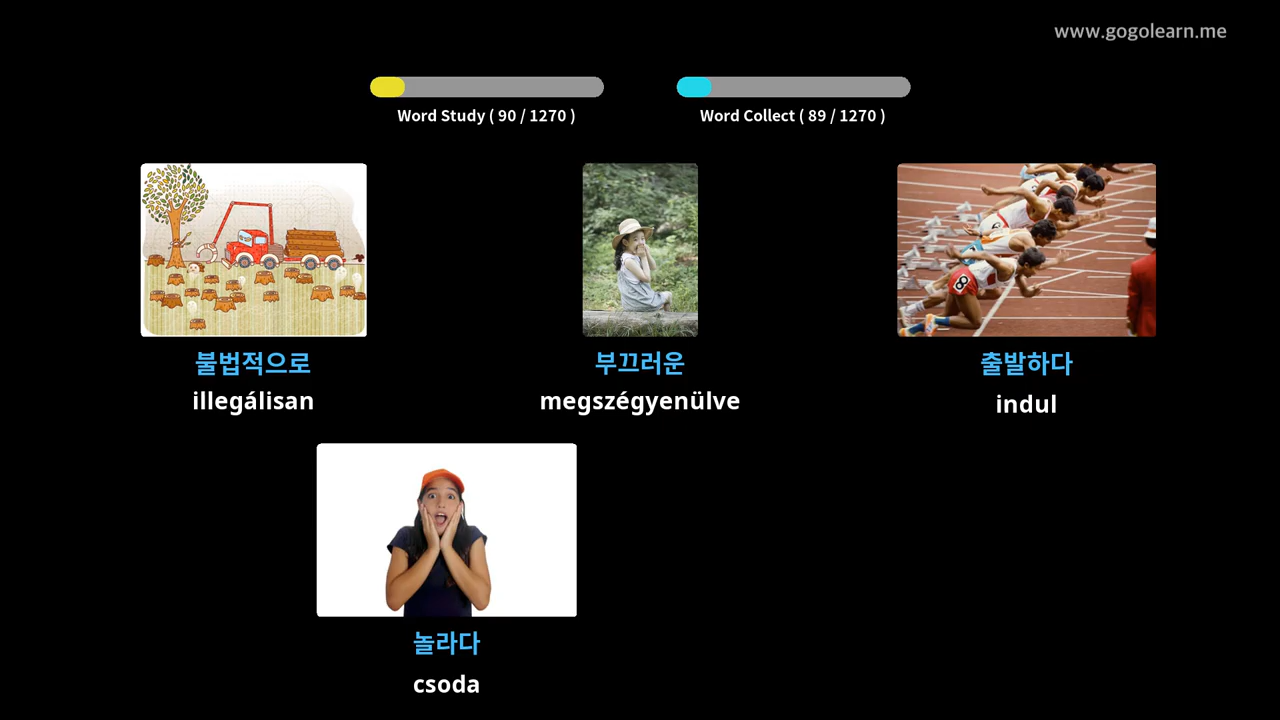 www.gogolearn.me
Word Study ( 90 / 1270 )
Word Collect ( 89 / 1270 )
불법적으로
illegálisan
부끄러운
megszégyenülve
출발하다
indul
8
놀라다
csoda